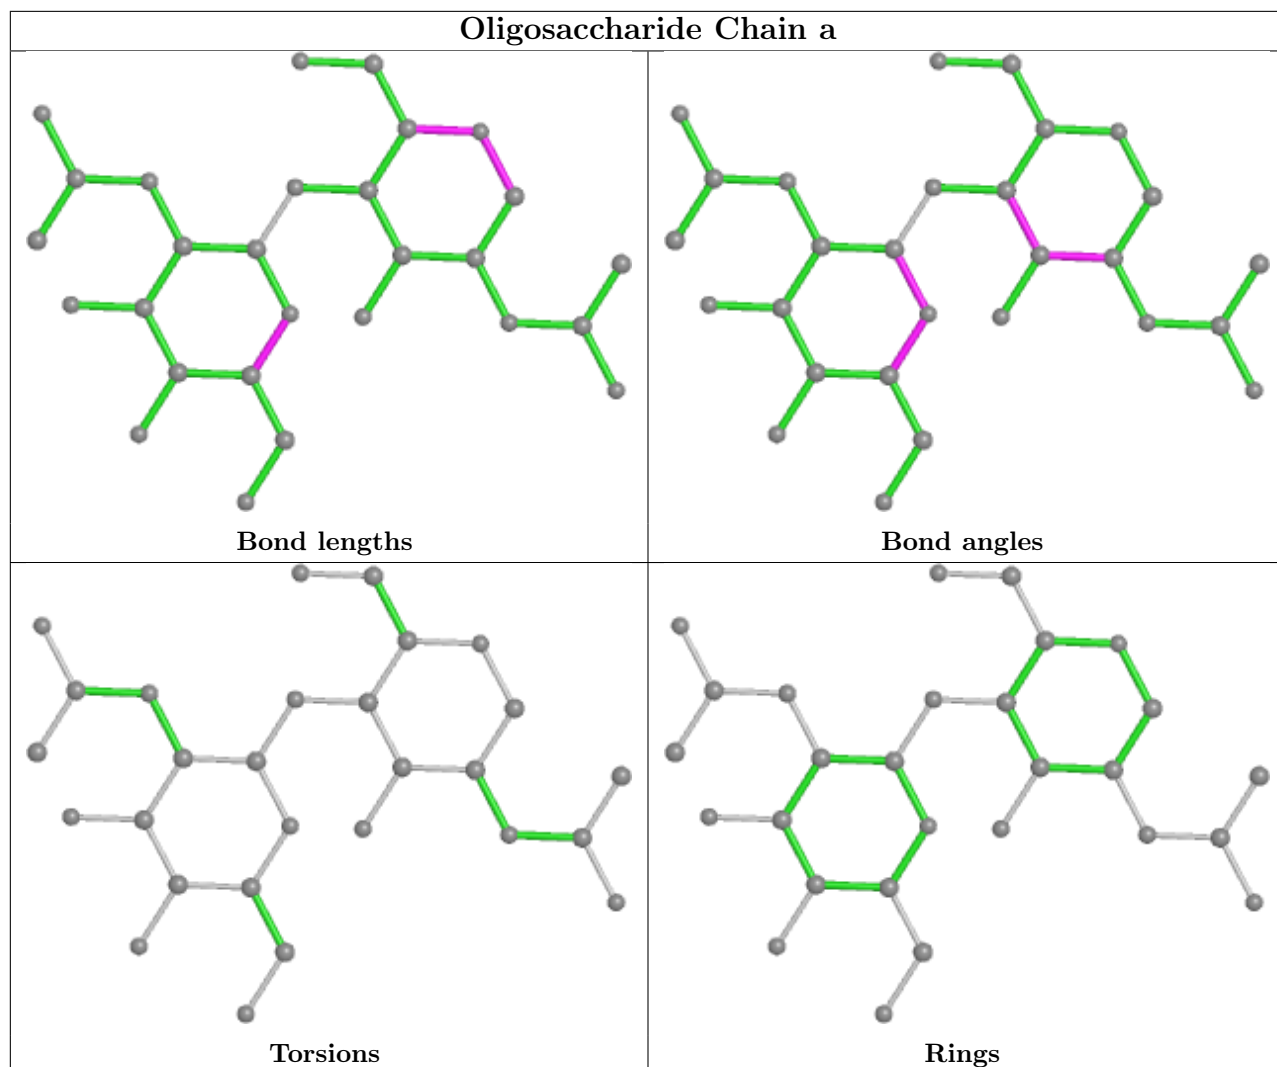 Oligosaccharide Chain a
Bond lengths
Bond angles
Torsions
Rings